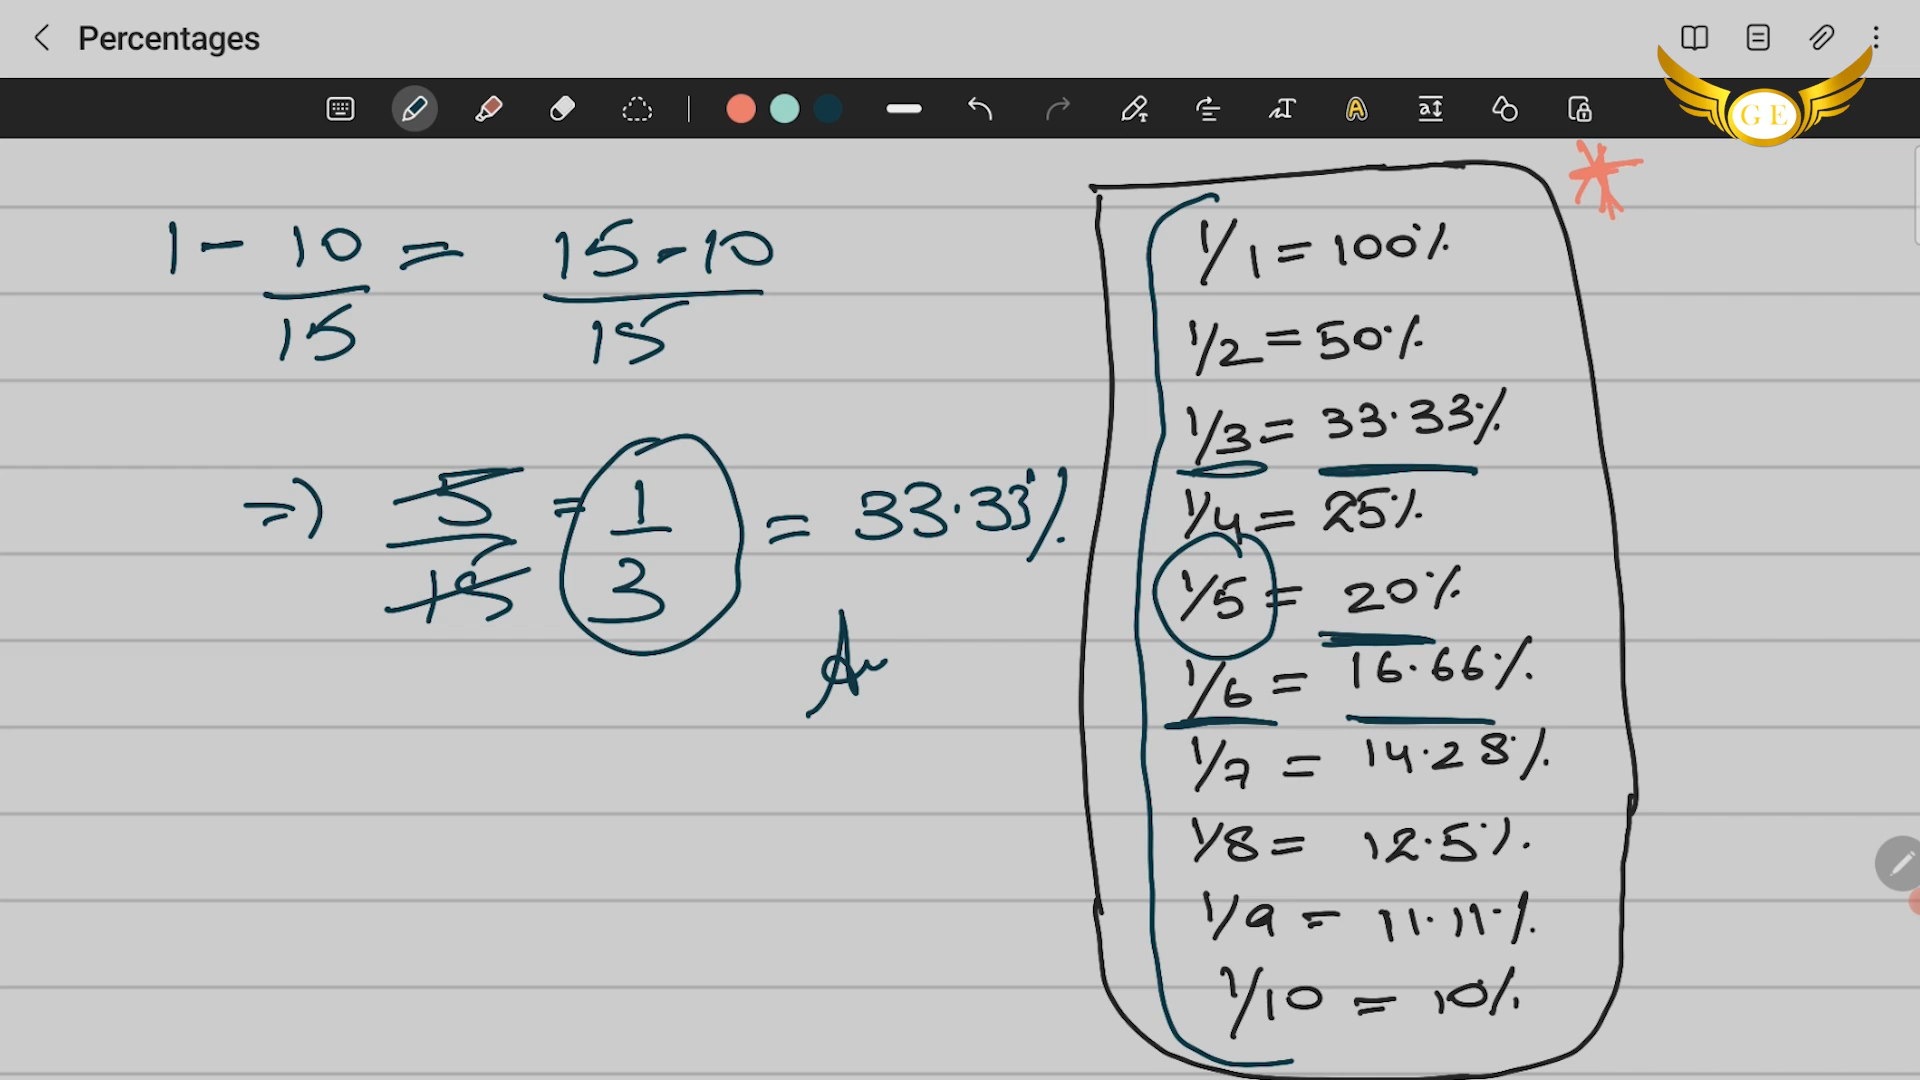 Percentages
G E
1 - 10/15 = 15-10/15
=> 5/15 = 1/3 = 33.33%
1/1 = 100%
1/2 = 50%
1/3 = 33.33%
1/4 = 25%
1/5 = 20%
1/6 = 16.66%
1/7 = 14.28%
1/8 = 12.5%
1/9 = 11.11%
1/10 = 10%